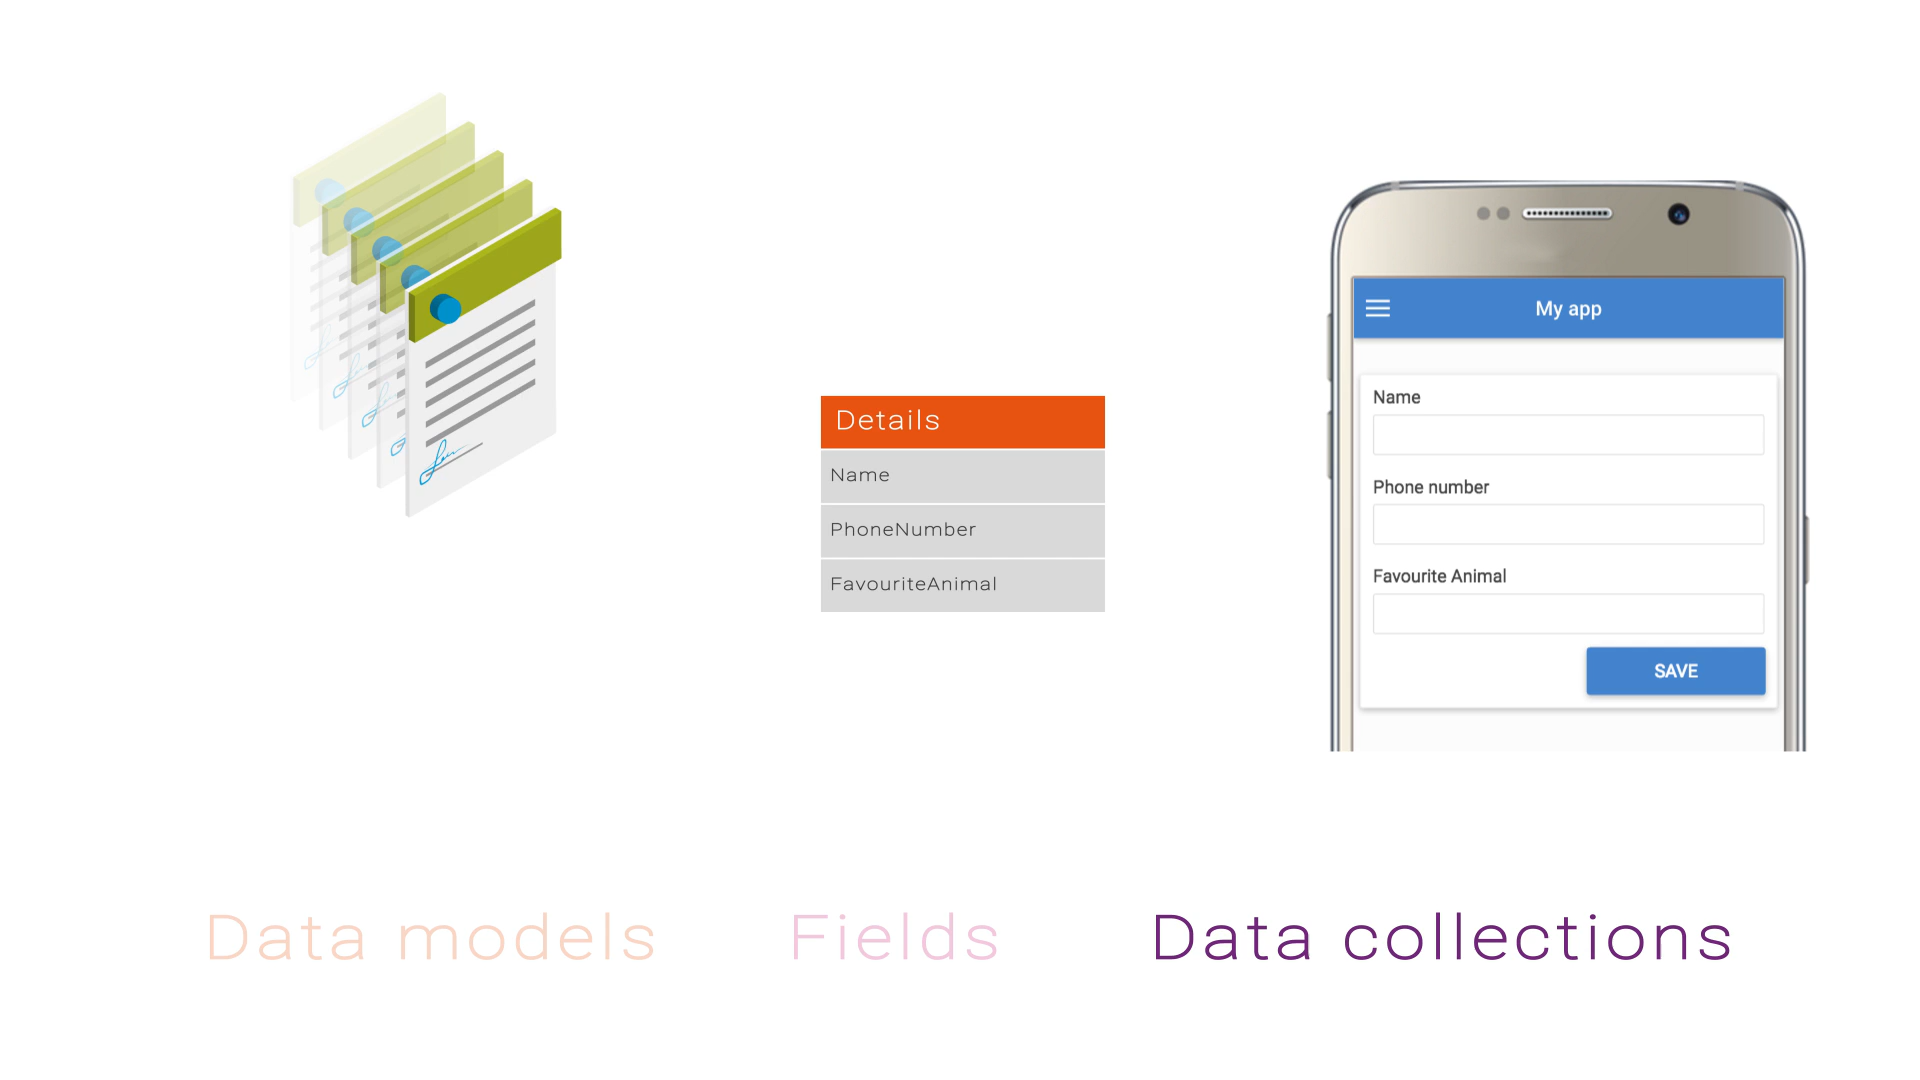 Details
Name
PhoneNumber
FavouriteAnimal
My app
Name
Phone number
Favourite Animal
SAVE
Data models
Fields
Data collections